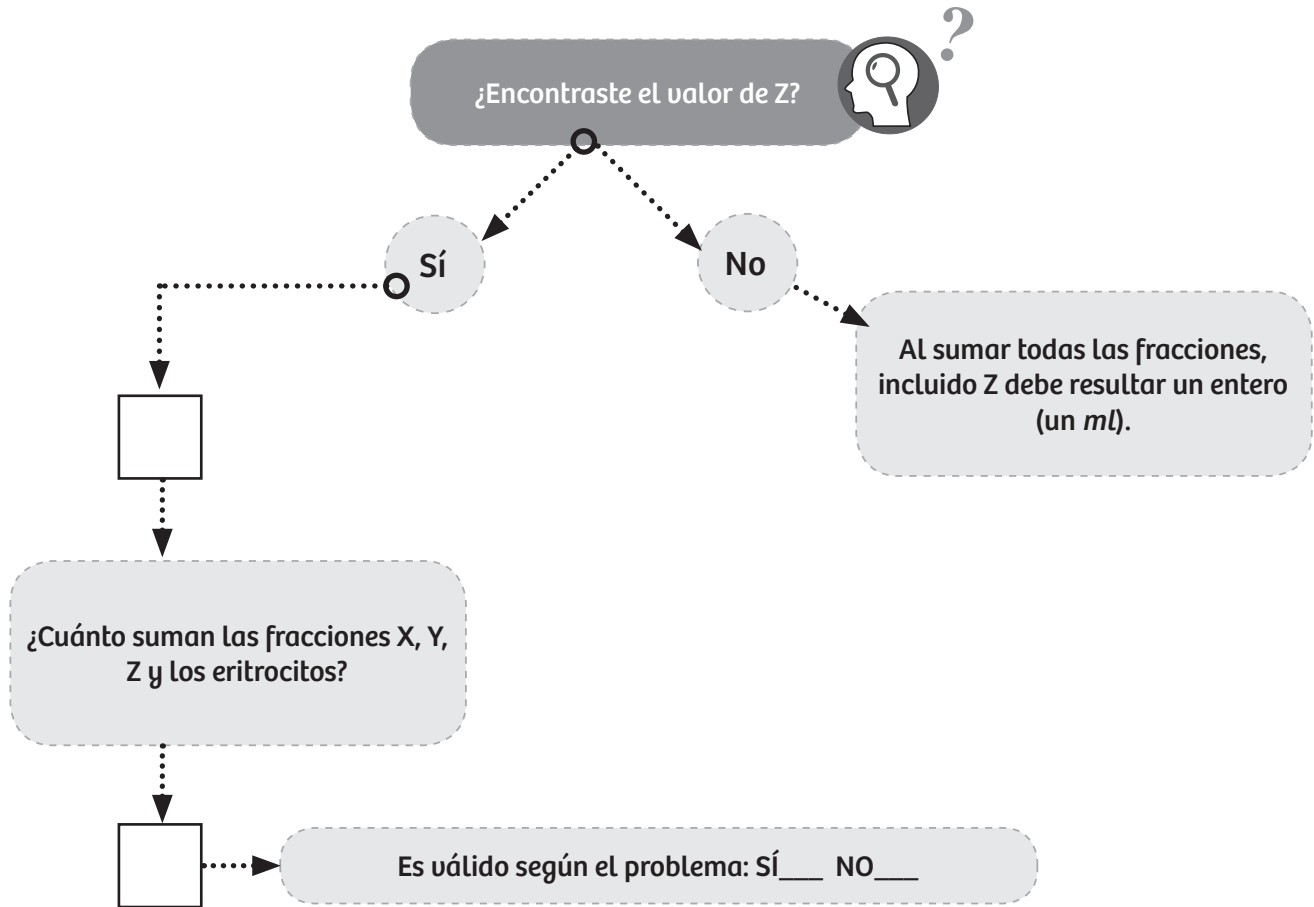 ?
¿Encontraste el valor de Z?
Sí
No
Al sumar todas las fracciones,
incluido Z debe resultar un entero
(un ml).
¿Cuánto suman las fracciones X, Y,
Z y los eritrocitos?
Es válido según el problema: SÍ___ NO___